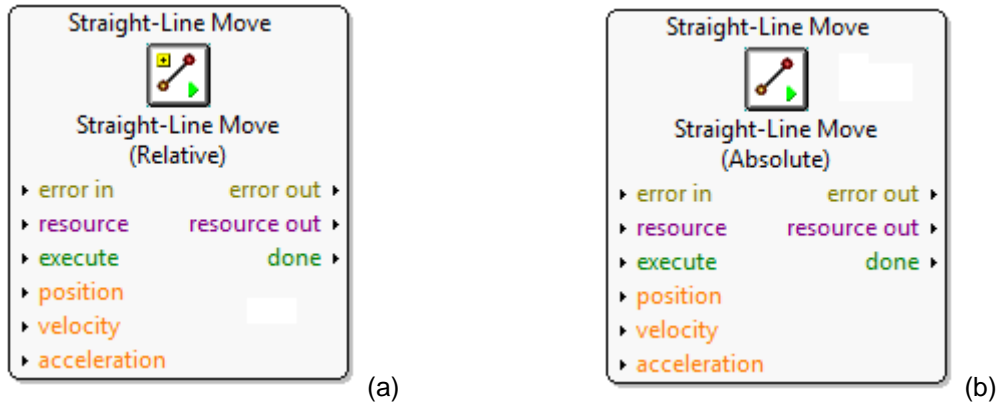 Straight-Line Move
Straight-Line Move
(Relative)
error in error out
resource resource out
execute done
position
velocity
acceleration
(a)
Straight-Line Move
Straight-Line Move
(Absolute)
error in error out
resource resource out
execute done
position
velocity
acceleration
(b)